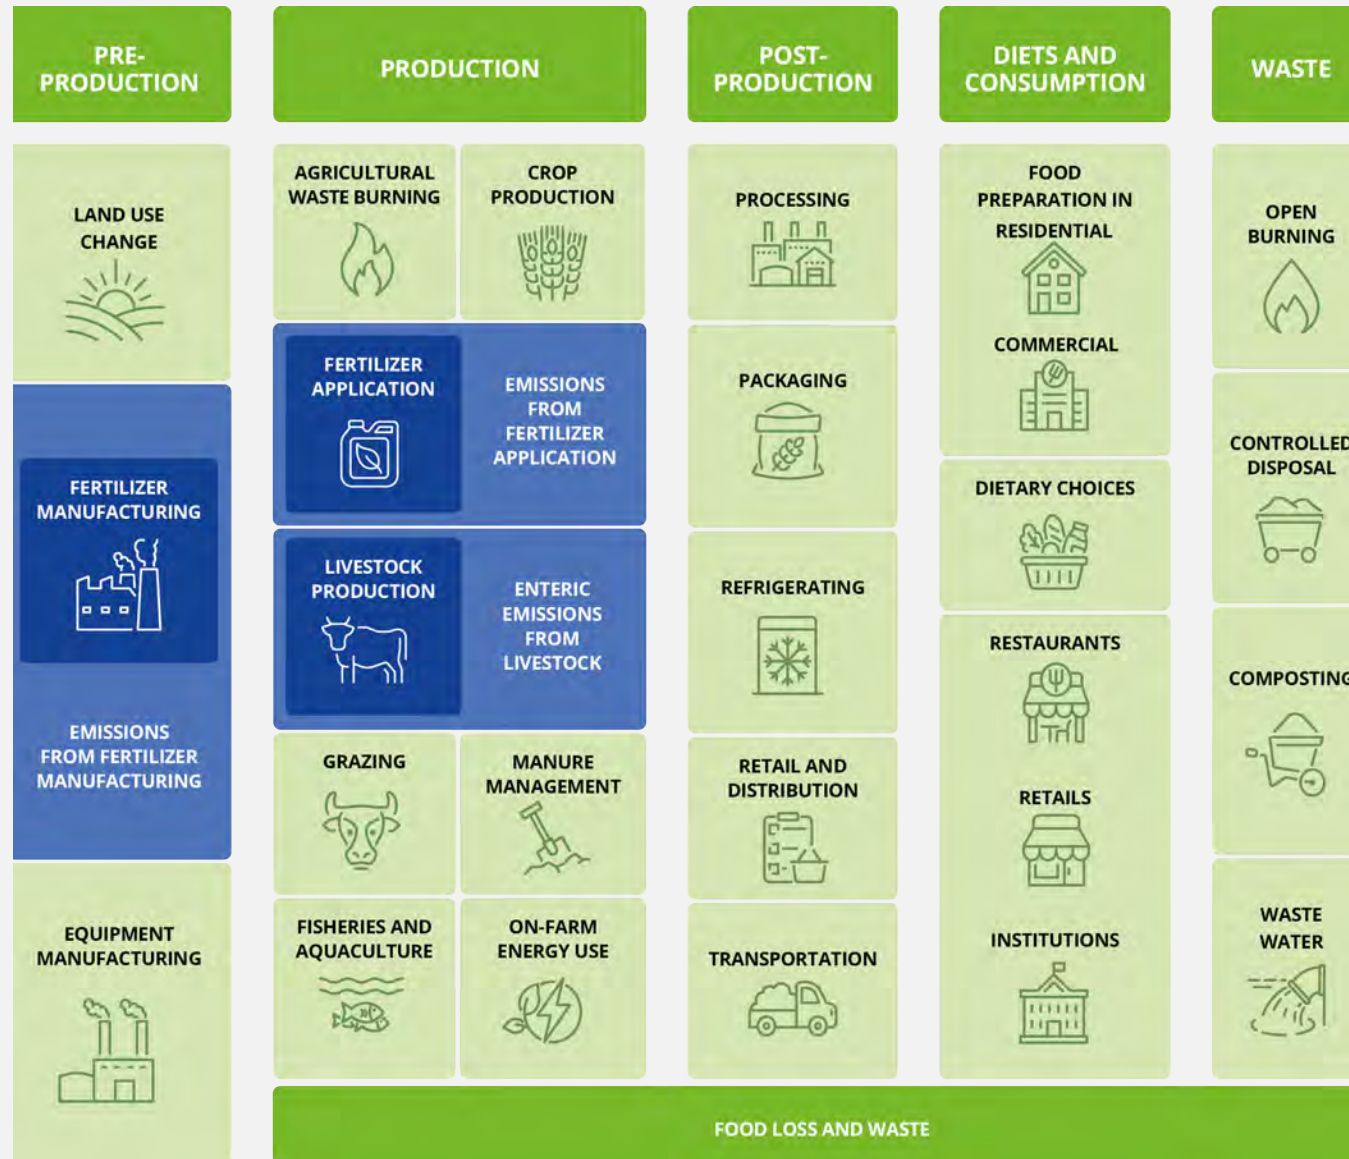 PRE-
PRODUCTION
PRODUCTION
POST-
PRODUCTION
DIETS AND
CONSUMPTION
WASTE
LAND USE
CHANGE
FERTILIZER
MANUFACTURING
EMISSIONS
FROM FERTILIZER
MANUFACTURING
EQUIPMENT
MANUFACTURING
AGRICULTURAL
WASTE BURNING
CROP
PRODUCTION
FERTILIZER
APPLICATION
EMISSIONS
FROM
FERTILIZER
APPLICATION
LIVESTOCK
PRODUCTION
ENTERIC
EMISSIONS
FROM
LIVESTOCK
GRAZING
MANURE
MANAGEMENT
FISHERIES AND
AQUACULTURE
ON-FARM
ENERGY USE
PROCESSING
PACKAGING
REFRIGERATING
RETAIL AND
DISTRIBUTION
TRANSPORTATION
FOOD
PREPARATION IN
RESIDENTIAL
COMMERCIAL
DIETARY CHOICES
RESTAURANTS
RETAILS
INSTITUTIONS
OPEN
BURNING
CONTROLLED
DISPOSAL
COMPOSTING
WASTE
WATER
FOOD LOSS AND WASTE